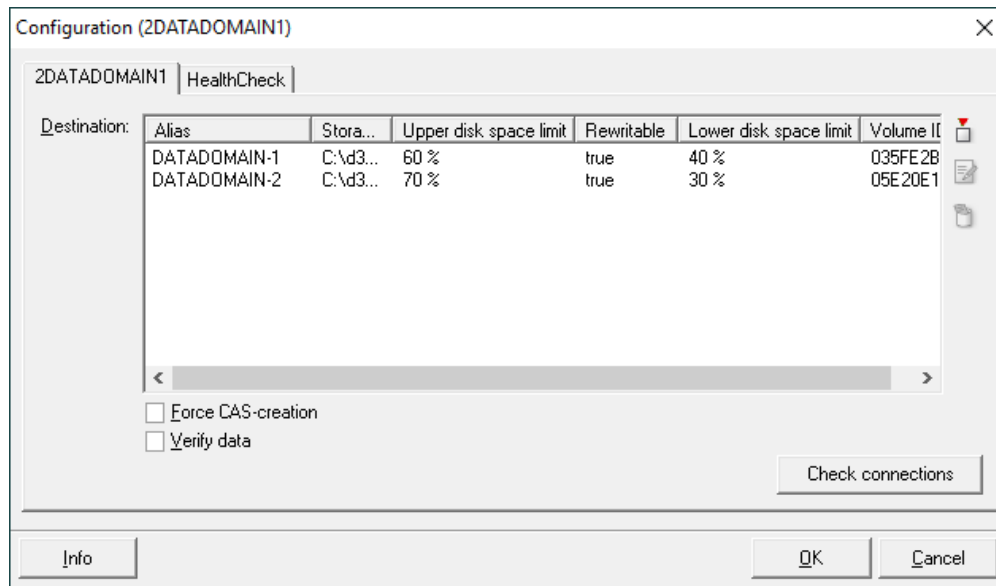 Configuration (2DATADOMAIN1)
2DATADOMAIN1 HealthCheck
Destination: Alias Stora... Upper disk space limit Rewritable Lower disk space limit Volume ID
DATADOMAIN-1 C:\d3... 60 % true 40 % 035FE2B
DATADOMAIN-2 C:\d3... 70 % true 30 % 05E20E1
Force CAS-creation
Verify data
Check connections
Info OK Cancel